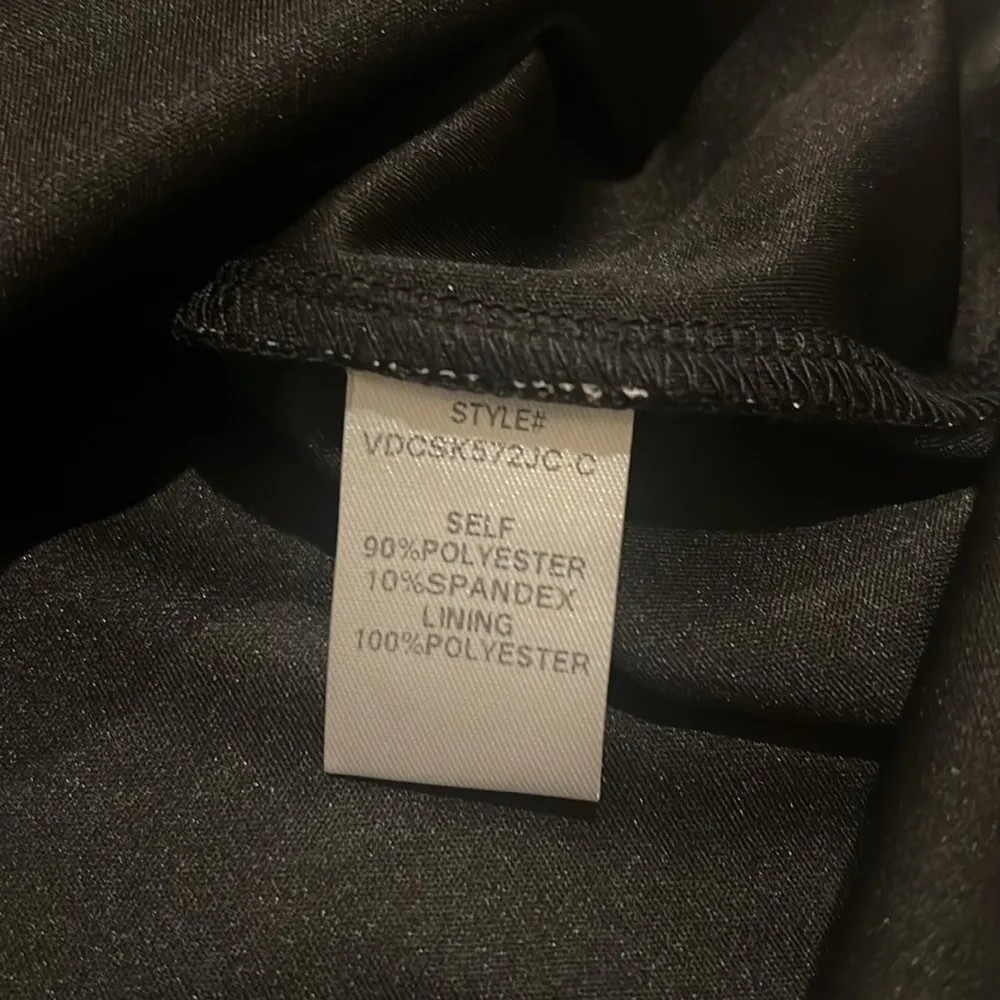 STYLE#
VDCSK572JC-C
SELF
90%POLYESTER
10%SPANDEX
LINING
100%POLYESTER